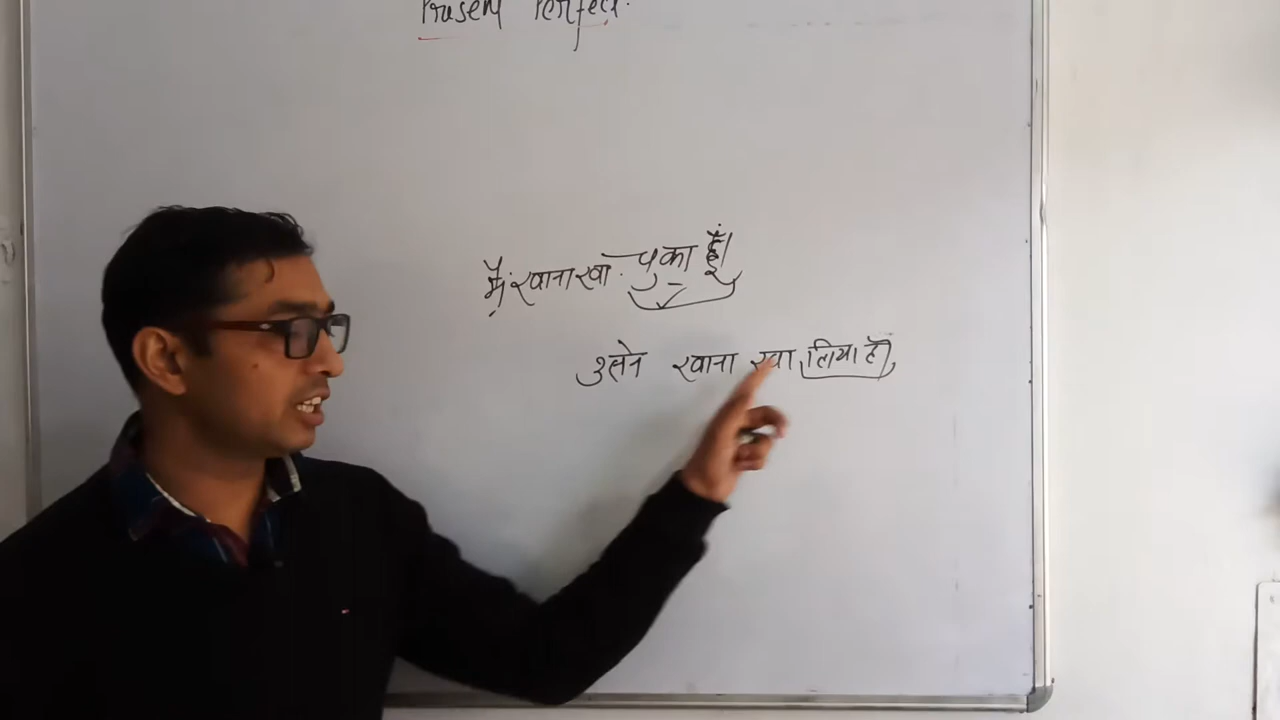 Present Perfect.
मैं खाना खा चुका हूँ।
उसने खाना खा लिया है।